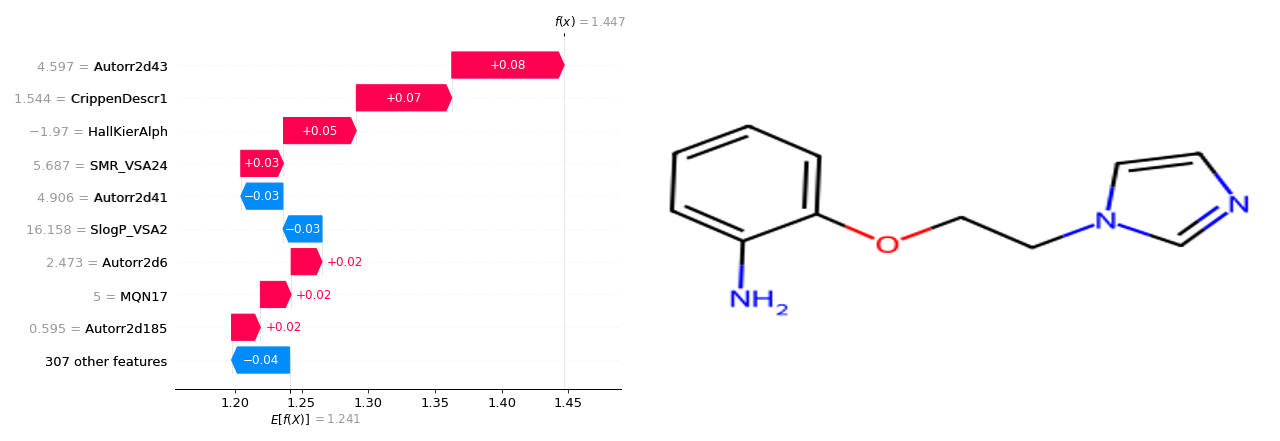 f(x) = 1.447
4.597 = Autorr2d43 +0.08
1.544 = CrippenDescr1 +0.07
−1.97 = HallKierAlph +0.05
5.687 = SMR_VSA24 +0.03
4.906 = Autorr2d41 −0.03
16.158 = SlogP_VSA2 −0.03
2.473 = Autorr2d6 +0.02
5 = MQN17 +0.02
0.595 = Autorr2d185 +0.02
307 other features −0.04
1.20 1.25 1.30 1.35 1.40 1.45
E[f(X)] = 1.241
N
N
O
NH2